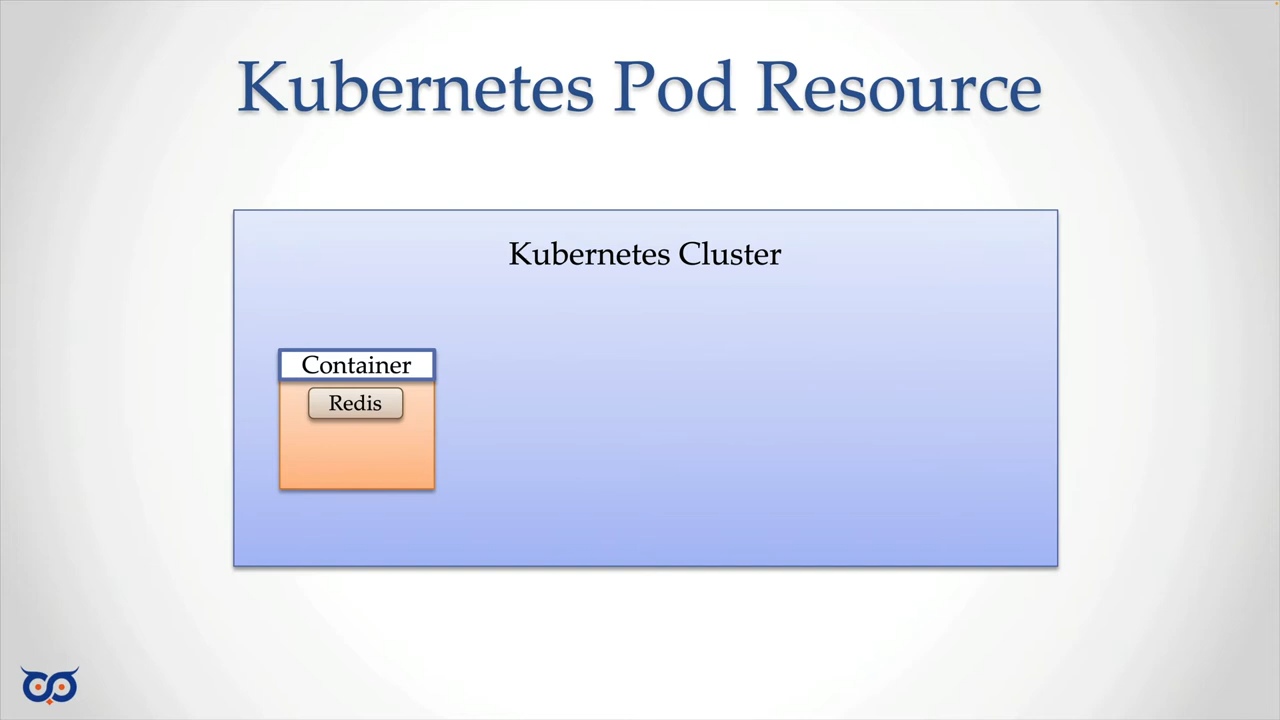 Kubernetes Pod Resource
Kubernetes Cluster
Container
Redis